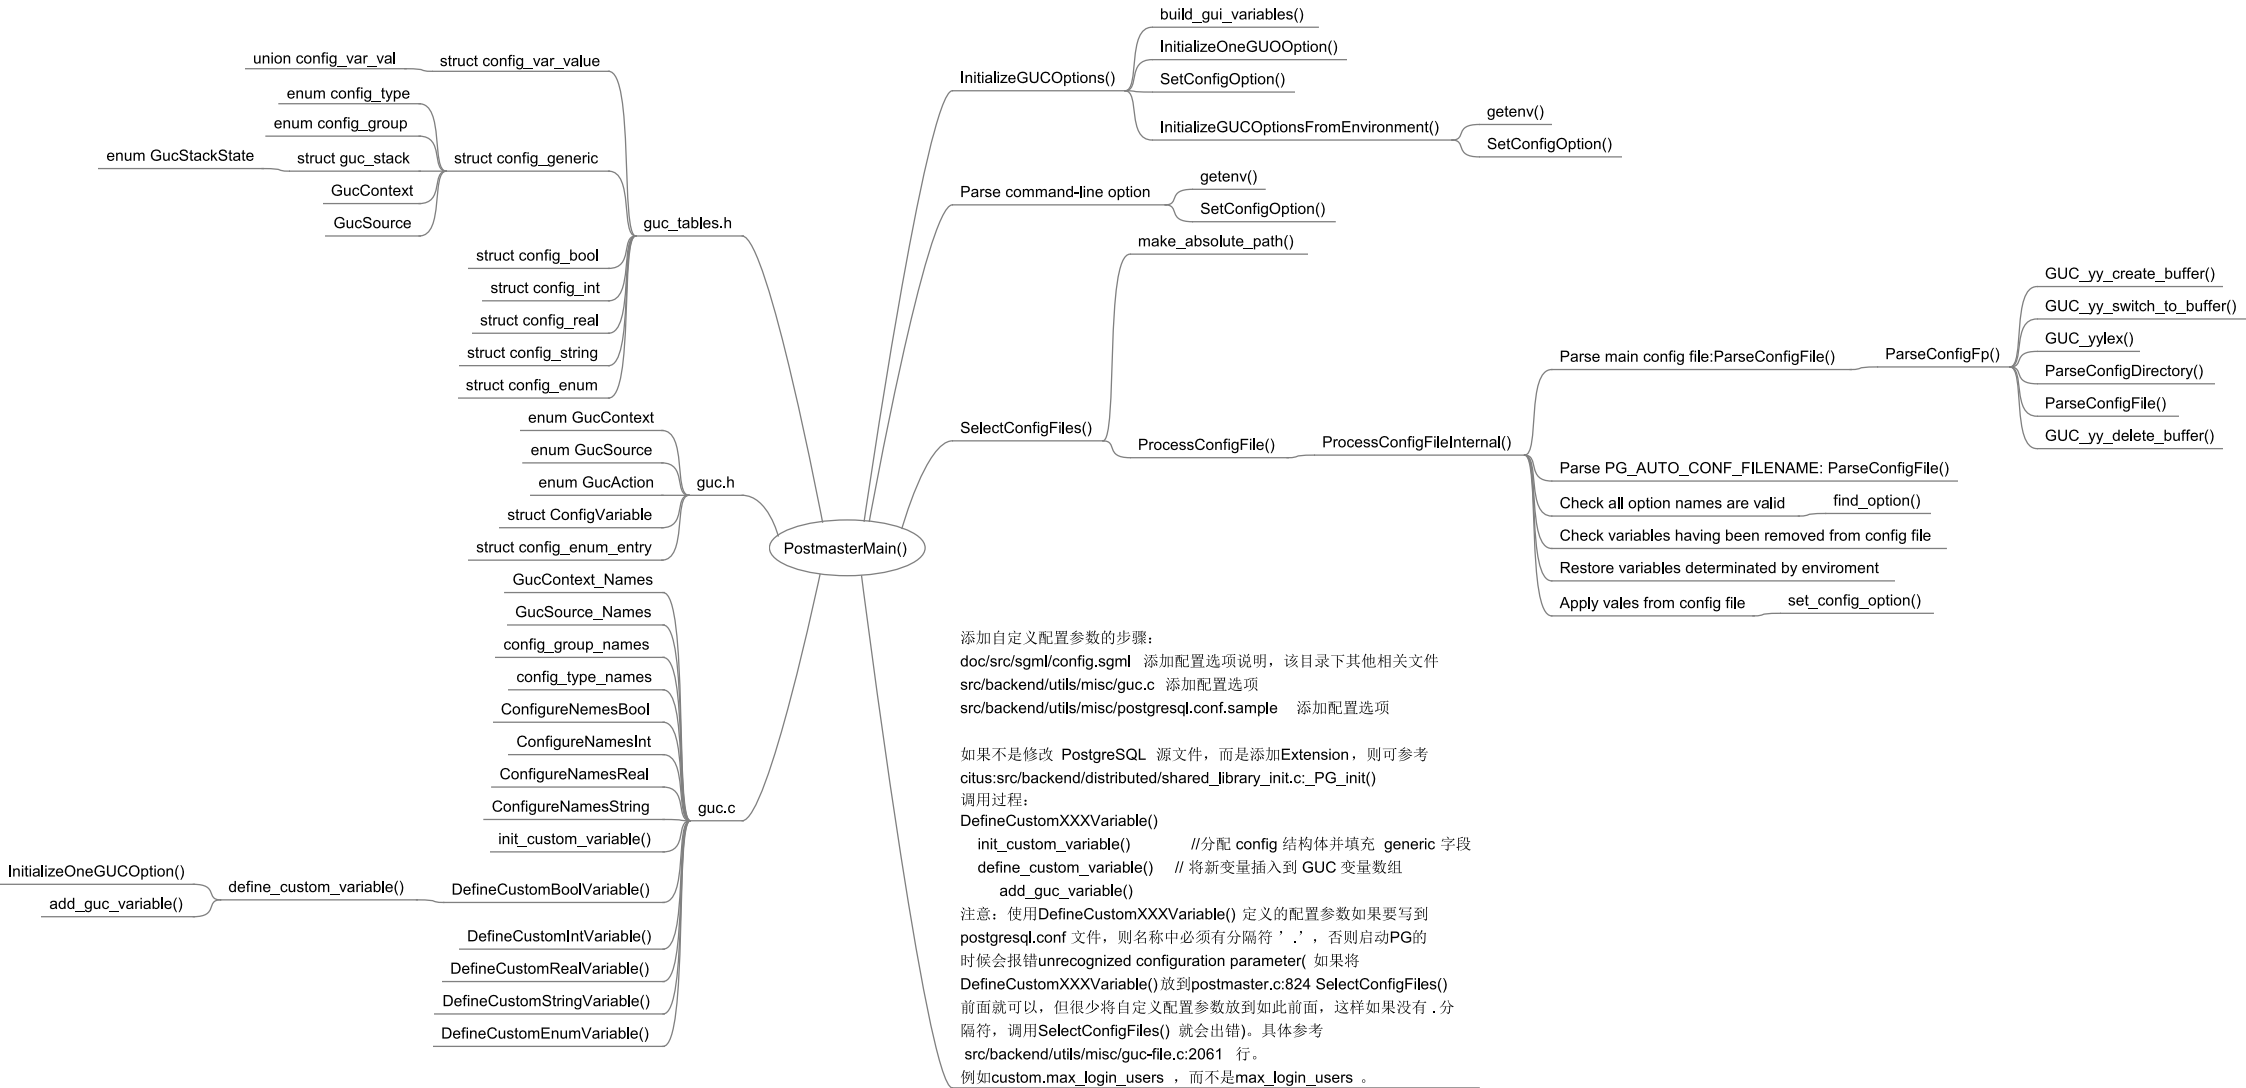 build_gui_variables()
InitializeOneGUOOption()
InitializeGUCOptions()
SetConfigOption()
InitializeGUCOptionsFromEnvironment()
getenv()
SetConfigOption()
Parse command-line option
getenv()
SetConfigOption()
make_absolute_path()
SelectConfigFiles()
ProcessConfigFile()
ProcessConfigFileInternal()
Parse main config file:ParseConfigFile()
ParseConfigFp()
GUC_yy_create_buffer()
GUC_yy_switch_to_buffer()
GUC_yylex()
ParseConfigDirectory()
ParseConfigFile()
GUC_yy_delete_buffer()
Parse PG_AUTO_CONF_FILENAME: ParseConfigFile()
Check all option names are valid
find_option()
Check variables having been removed from config file
Restore variables determinated by enviroment
Apply vales from config file
set_config_option()
union config_var_val
struct config_var_value
enum config_type
enum config_group
enum GucStackState
struct guc_stack
struct config_generic
GucContext
GucSource
guc_tables.h
struct config_bool
struct config_int
struct config_real
struct config_string
struct config_enum
enum GucContext
enum GucSource
enum GucAction
guc.h
struct ConfigVariable
struct config_enum_entry
PostmasterMain()
GucContext_Names
GucSource_Names
config_group_names
config_type_names
ConfigureNemesBool
ConfigureNamesInt
ConfigureNamesReal
ConfigureNamesString
guc.c
init_custom_variable()
InitializeOneGUCOption()
add_guc_variable()
define_custom_variable()
DefineCustomBoolVariable()
DefineCustomIntVariable()
DefineCustomRealVariable()
DefineCustomStringVariable()
DefineCustomEnumVariable()
添加自定义配置参数的步骤：
doc/src/sgml/config.sgml 添加配置选项说明，该目录下其他相关文件
src/backend/utils/misc/guc.c 添加配置选项
src/backend/utils/misc/postgresql.conf.sample 添加配置选项
如果不是修改 PostgreSQL 源文件，而是添加Extension，则可参考
citus:src/backend/distributed/shared_library_init.c:_PG_init()
调用过程：
DefineCustomXXXVariable()
init_custom_variable() //分配 config 结构体并填充 generic 字段
define_custom_variable() // 将新变量插入到 GUC 变量数组
add_guc_variable()
注意：使用DefineCustomXXXVariable() 定义的配置参数如果要写到
postgresql.conf 文件，则名称中必须有分隔符 ’.’，否则启动PG的
时候会报错unrecognized configuration parameter( 如果将
DefineCustomXXXVariable() 放到postmaster.c:824 SelectConfigFiles()
前面就可以，但很少将自定义配置参数放到如此前面，这样如果没有 . 分
隔符，调用SelectConfigFiles() 就会出错)。具体参考
src/backend/utils/misc/guc-file.c:2061 行。
例如custom.max_login_users ，而不是max_login_users 。